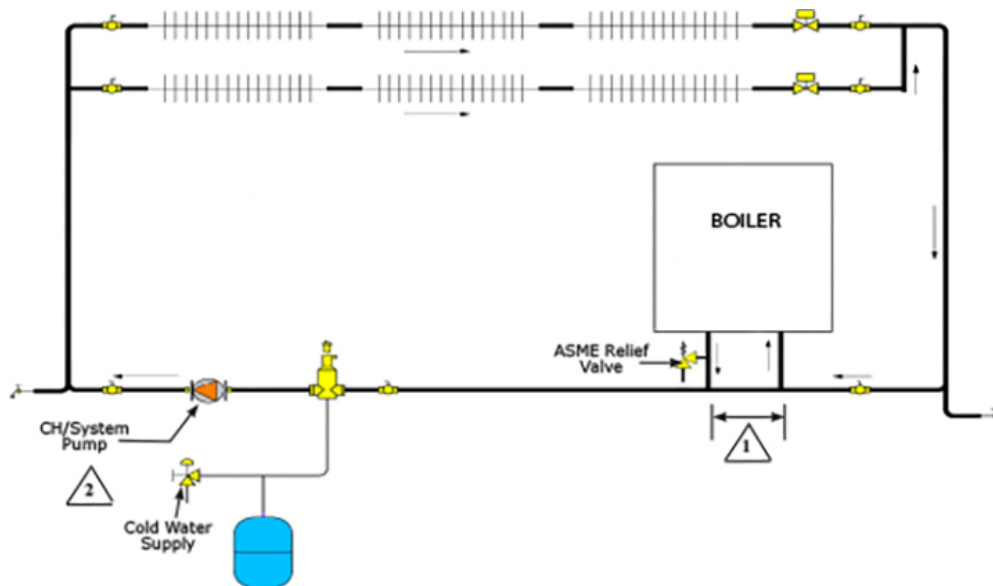 BOILER
ASME Relief
Valve
CH/System
Pump
1
2
Cold Water
Supply